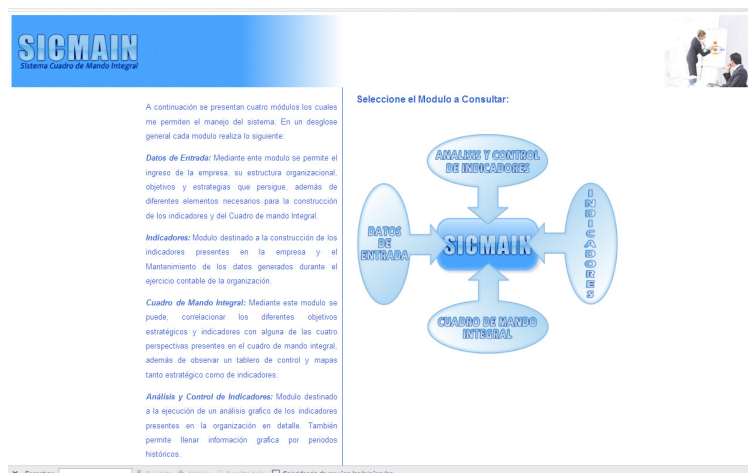 SICMAIN
Sistema Cuadro de Mando Integral
A continuación se presentan cuatro módulos los cuales
me permiten el manejo del sistema. En un desglose
general cada modulo realiza lo siguiente:
Datos de Entrada: Mediante ente modulo se permite el
ingreso de la empresa, su estructura organizacional,
objetivos y estrategias que persigue, además de
diferentes elementos necesarios para la construcción
de los indicadores y del Cuadro de mando Integral.
Indicadores: Modulo destinado a la construcción de los
indicadores presentes en la empresa y el
Mantenimiento de los datos generados durante el
ejercicio contable de la organización.
Cuadro de Mando Integral: Mediante este modulo se
puede, correlacionar los diferentes objetivos
estratégicos y indicadores con alguna de las cuatro
perspectivas presentes en el cuadro de mando integral,
además de observar un tablero de control y mapas
tanto estratégico como de indicadores.
Análisis y Control de Indicadores: Modulo destinado
a la ejecución de un análisis grafico de los indicadores
presentes en la organización en detalle. También
permite llenar información grafica por periodos
históricos.
Seleccione el Modulo a Consultar:
ANALISIS Y CONTROL
DE INDICADORES
DATOS
DE
ENTRADA
SICMAIN
INDICADORES
CUADRO DE MANDO
INTEGRAL